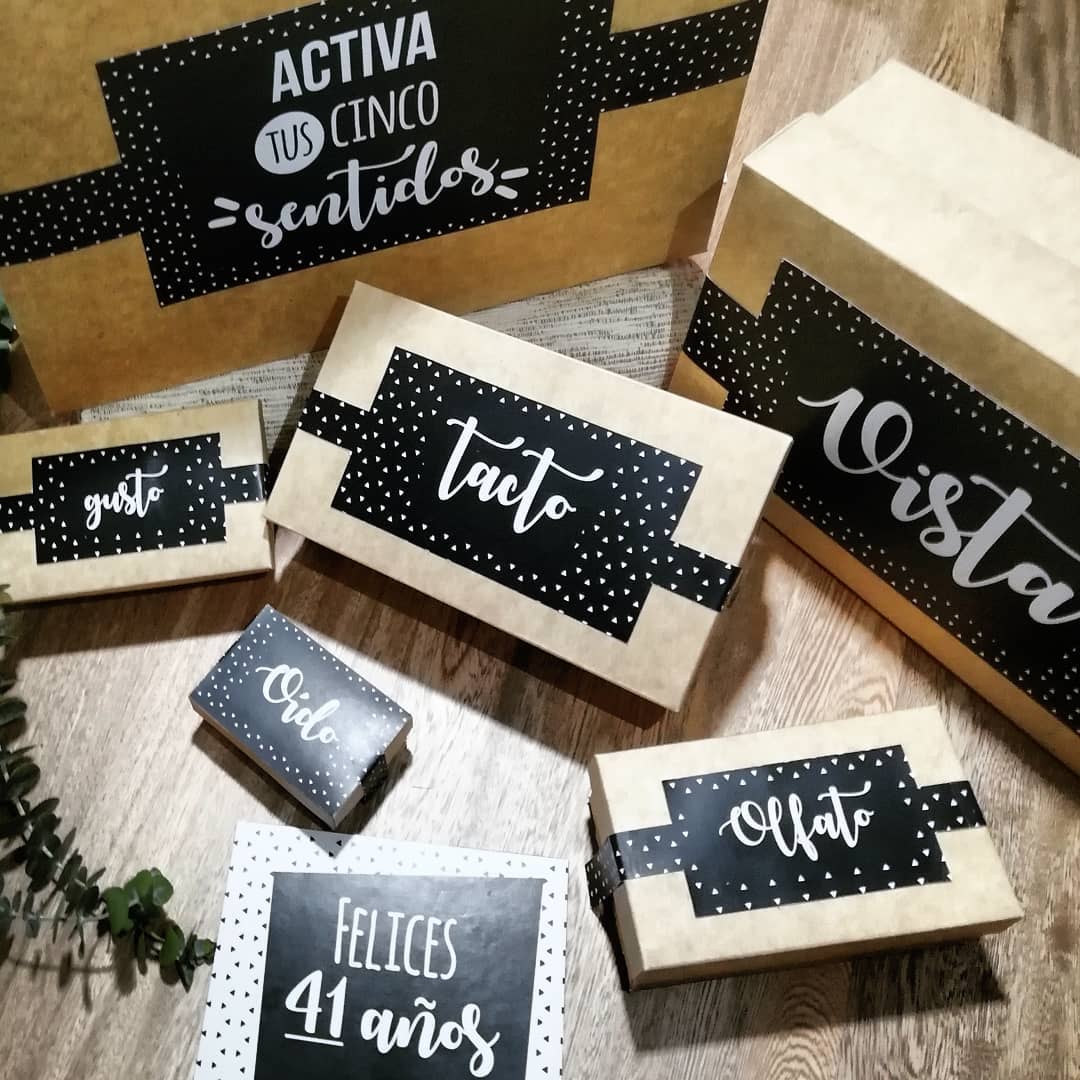 ACTIVA
TUS CINCO
sentidos
Vista
tacto
gusto
Oído
Olfato
FELICES
41 años